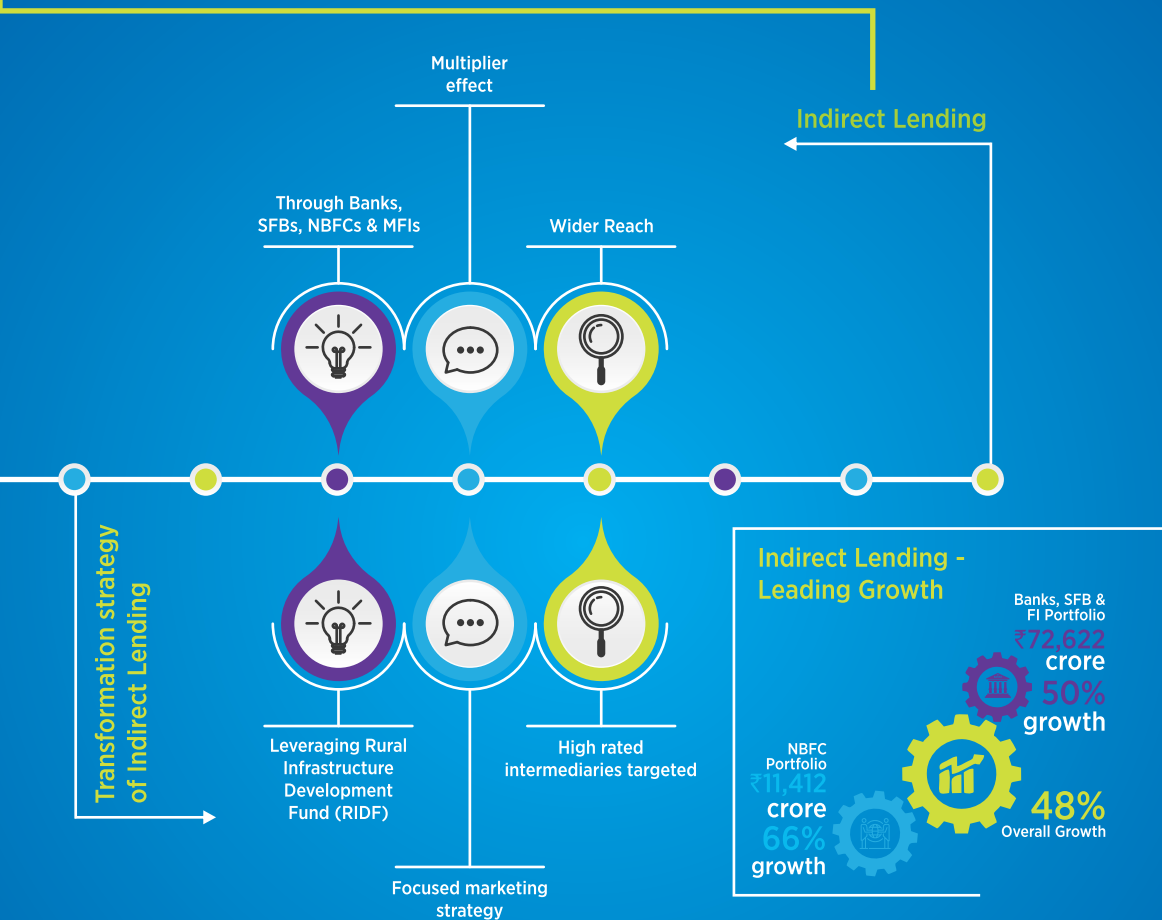 Multiplier
effect
Indirect Lending
Through Banks,
SFBs, NBFCs & MFIs
Wider Reach
Transformation strategy
of Indirect Lending
Leveraging Rural
Infrastructure
Development
Fund (RIDF)
High rated
intermediaries targeted
Focused marketing
strategy
Indirect Lending -
Leading Growth
Banks, SFB &
FI Portfolio
₹72,622
crore
50%
growth
NBFC
Portfolio
₹11,412
crore
66%
growth
48%
Overall Growth